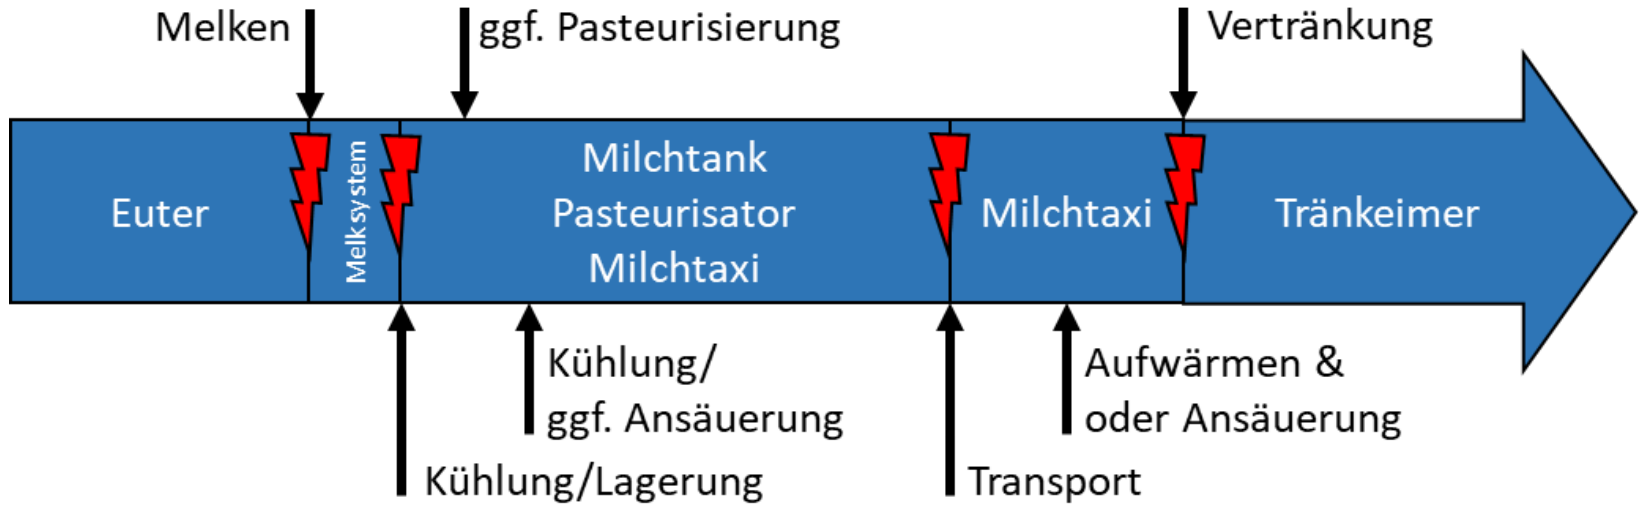 Melken
ggf. Pasteurisierung
Vertränkung
Euter
Melksystem
Milchtank
Pasteurisator
Milchtaxi
Milchtaxi
Tränkeimer
Kühlung/
ggf. Ansäuerung
Aufwärmen &
oder Ansäuerung
Kühlung/Lagerung
Transport